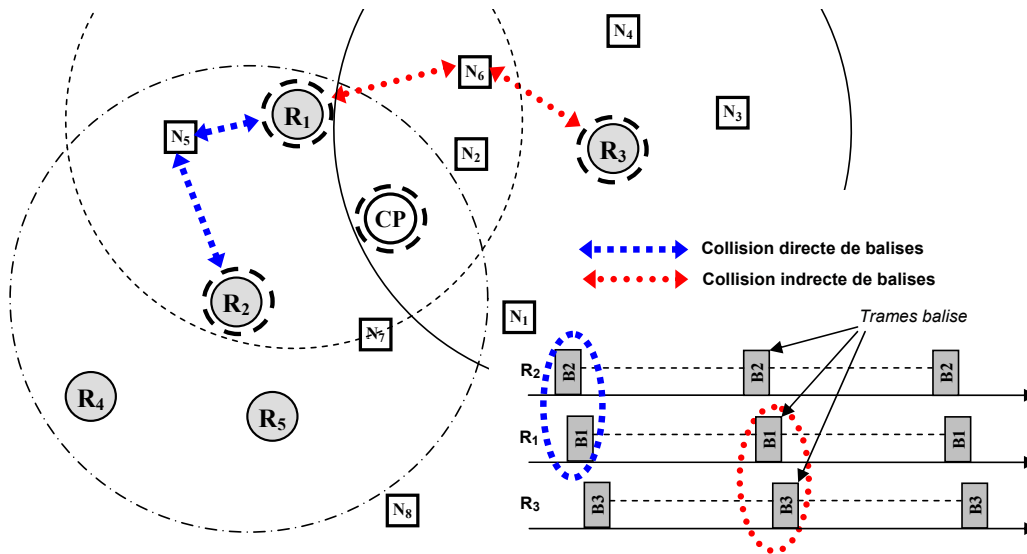 N4
R1
N6
N3
N5
N2
R3
CP
Collision directe de balises
Collision indrecte de balises
R2
N1
Trames balise
N7
R2
B2
B2
B2
R4
R5
R1
B1
B1
B1
R3
B3
B3
B3
N8